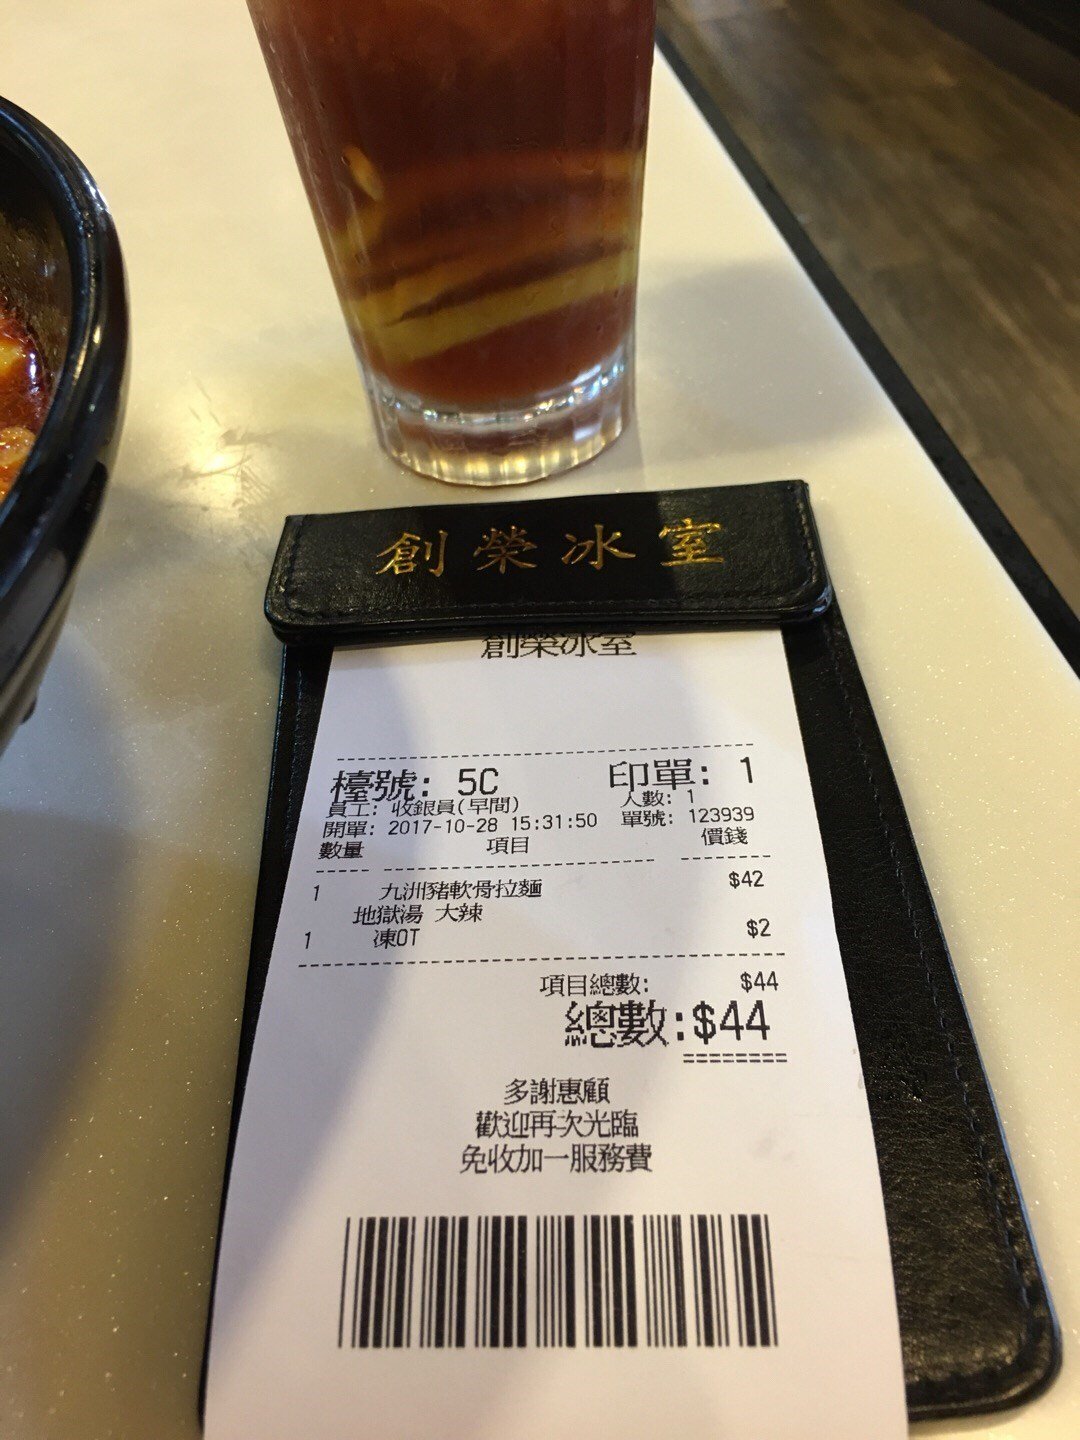 創榮冰室
創榮冰室
檯號: 5C 印單: 1
員工: 收銀員(早間) 人數: 1
開單: 2017-10-28 15:31:50 單號: 123939
數量 項目 價錢
1 九洲豬軟骨拉麵 $42
地獄湯 大辣
1 凍OT $2
項目總數: $44
總數:$44
========
多謝惠顧
歡迎再次光臨
免收加一服務費